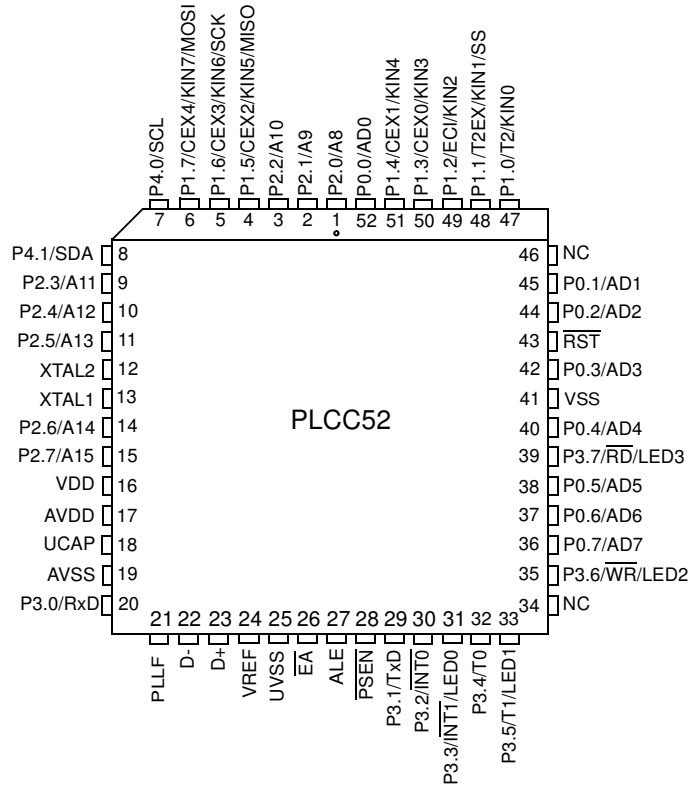 P4.0/SCL
P1.7/CEX4/KIN7/MOSI
P1.6/CEX3/KIN6/SCK
P1.5/CEX2/KIN5/MISO
P2.2/A10
P2.1/A9
P2.0/A8
P0.0/AD0
P1.4/CEX1/KIN4
P1.3/CEX0/KIN3
P1.2/ECI/KIN2
P1.1/T2EX/KIN1/SS
P1.0/T2/KIN0
7 6 5 4 3 2 1 52 51 50 49 48 47
P4.1/SDA 8
P2.3/A11 9
P2.4/A12 10
P2.5/A13 11
XTAL2 12
XTAL1 13
P2.6/A14 14
P2.7/A15 15
VDD 16
AVDD 17
UCAP 18
AVSS 19
P3.0/RxD 20
PLCC52
46 NC
45 P0.1/AD1
44 P0.2/AD2
43 RST
42 P0.3/AD3
41 VSS
40 P0.4/AD4
39 P3.7/RD/LED3
38 P0.5/AD5
37 P0.6/AD6
36 P0.7/AD7
35 P3.6/WR/LED2
34 NC
21 22 23 24 25 26 27 28 29 30 31 32 33
PLLF
D-
D+
VREF
UVSS
EA
ALE
PSEN
P3.1/TxD
P3.2/INT0
P3.3/INT1/LED0
P3.4/T0
P3.5/T1/LED1